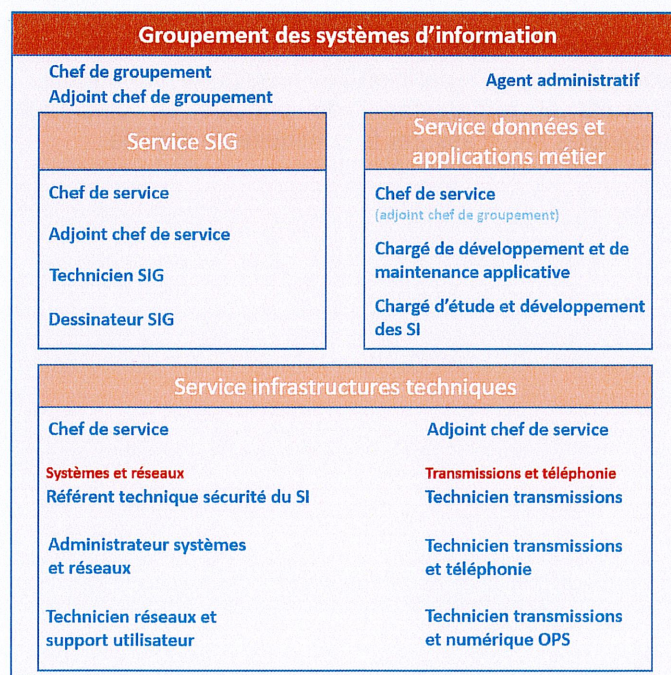 Groupement des systèmes d'information
Chef de groupement
Adjoint chef de groupement
Agent administratif
Service SIG
Chef de service
Adjoint chef de service
Technicien SIG
Dessinateur SIG
Service données et
applications métier
Chef de service
(adjoint chef de groupement)
Chargé de développement et de
maintenance applicative
Chargé d'étude et développement
des SI
Service infrastructures techniques
Chef de service
Adjoint chef de service
Systèmes et réseaux
Référent technique sécurité du SI
Administrateur systèmes
et réseaux
Technicien réseaux et
support utilisateur
Transmissions et téléphonie
Technicien transmissions
Technicien transmissions
et téléphonie
Technicien transmissions
et numérique OPS